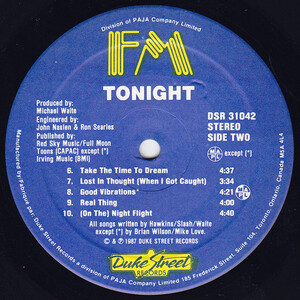 Division of PAJA Company Limited
FM
TONIGHT
Produced by:
Michael Waite
Engineered by:
John Naslen & Ron Searles
Published by:
Red Sky Music/Full Moon
Toons (CAPAC) except (*)
Irving Music (BMI)
DSR 31042
STEREO
SIDE TWO
except (*)
6. Take The Time To Dream 4:37
7. Lost In Thought (When I Got Caught) 3:38
8. Good Vibrations* 4:21
9. Real Thing 4:01
10. (On The) Night Flight 4:35
All songs written by Hawkins/Slash/Waite
except (*) by Brian Wilson/Mike Love.
© & ℗ 1987 DUKE STREET RECORDS
Duke Street
RECORDS
Manufactured by/Fabrique par: Duke Street Records • division of PAJA Company Limited 185 Frederick Street, Suite 104, Toronto, Ontario, Canada M5A 4L4